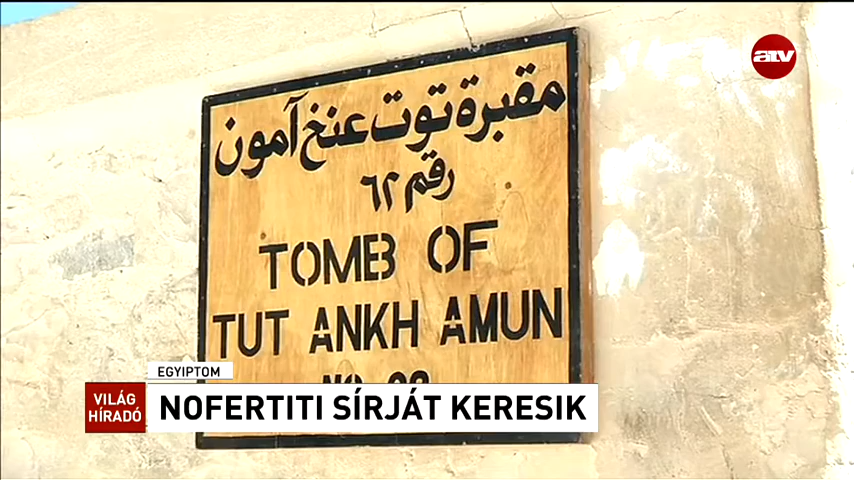 atv
مقبرة توت عنخ آمون
رقم ٦٢
TOMB OF
TUT ANKH AMUN
EGYIPTOM
VILÁG
HÍRADÓ
NOFERTITI SÍRJÁT KERESIK